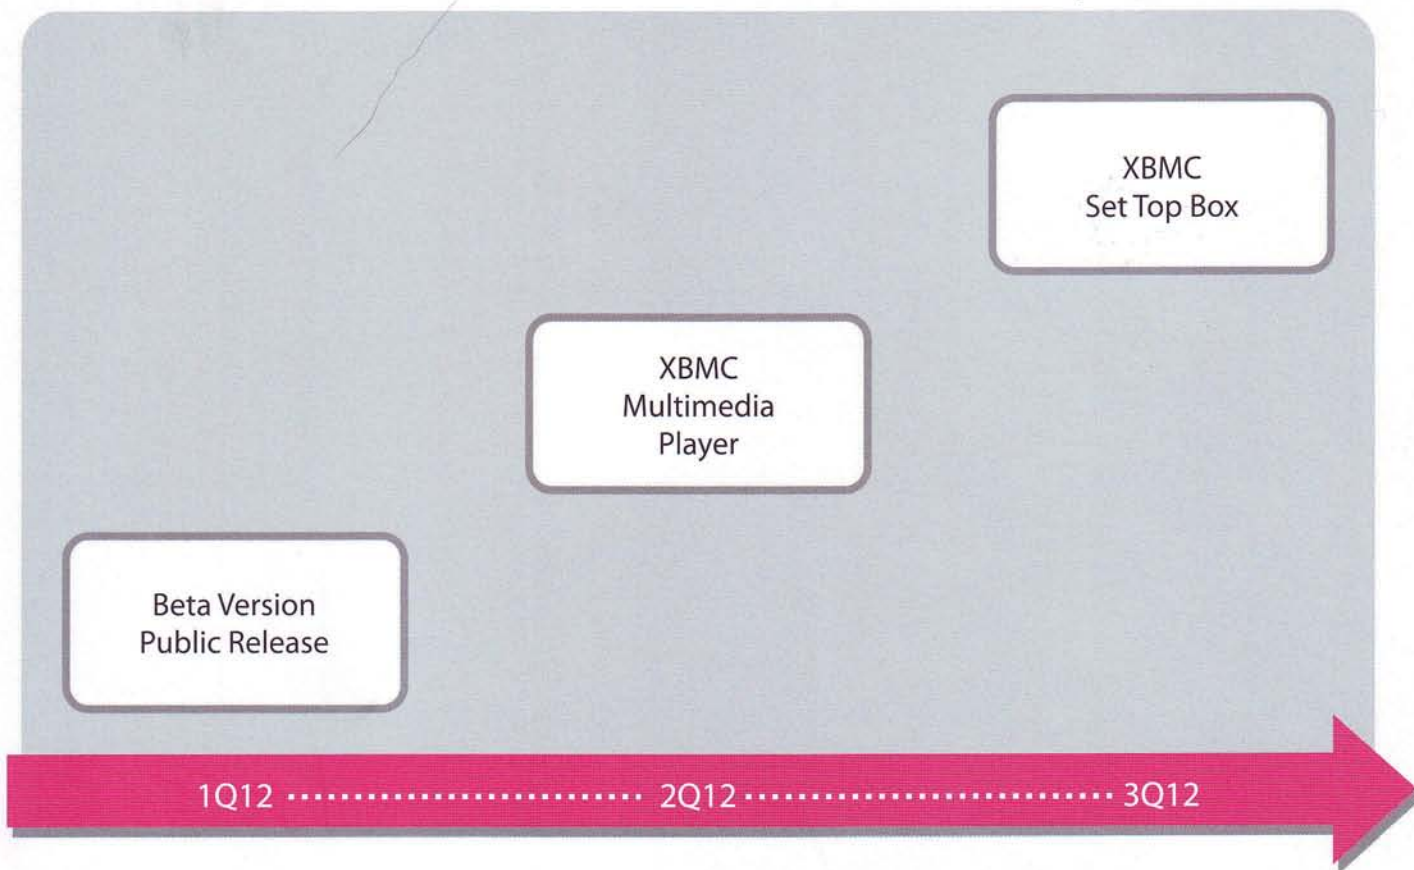 XBMC
Set Top Box
XBMC
Multimedia
Player
Beta Version
Public Release
1Q12 2Q12 3Q12